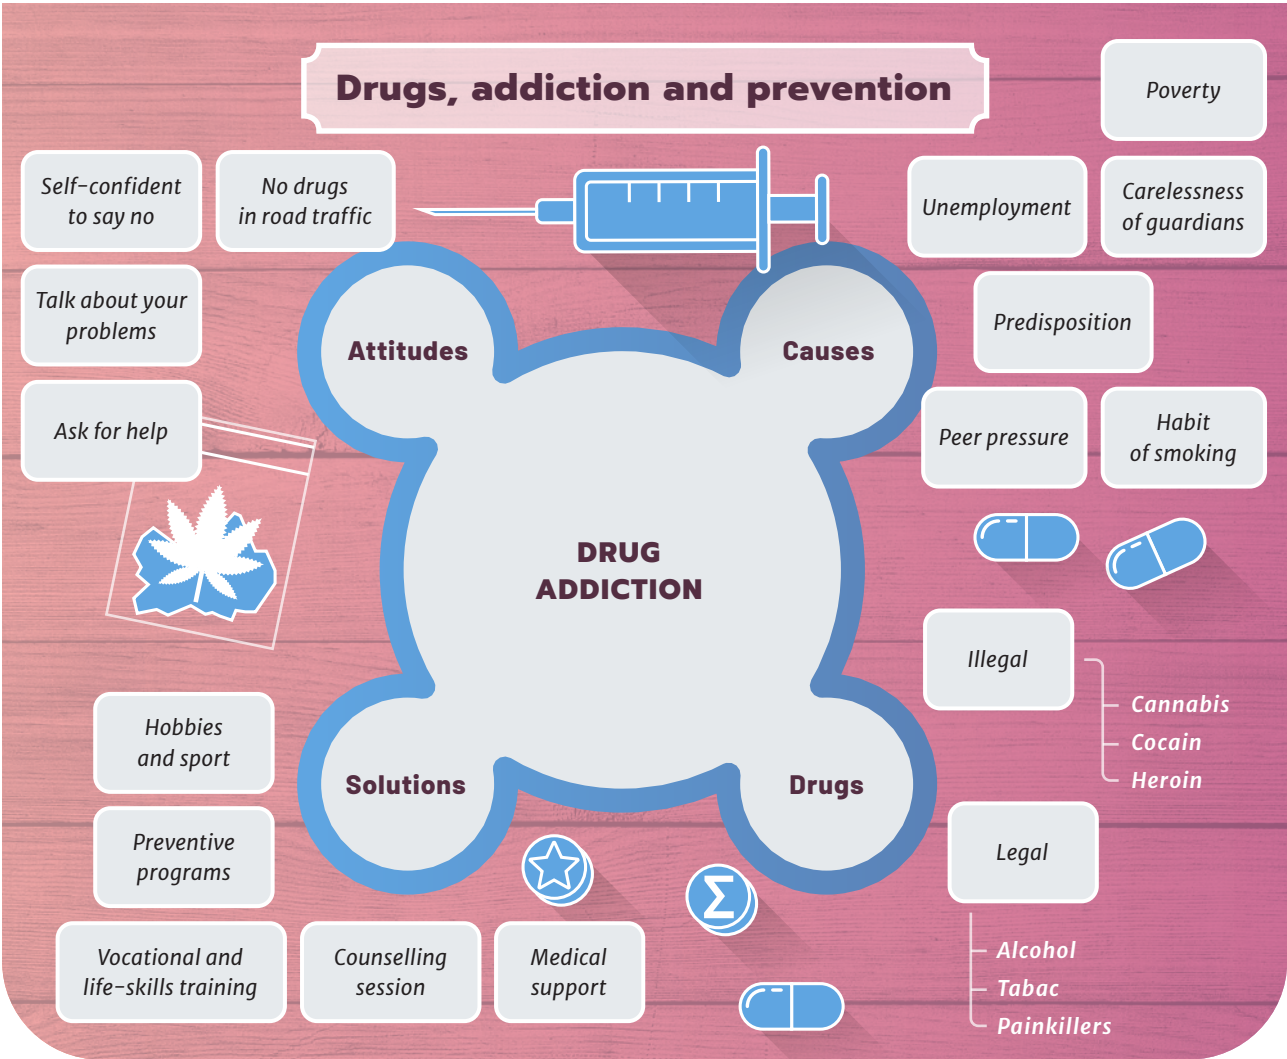 Drugs, addiction and prevention
Poverty
Self-confident
to say no
No drugs
in road traffic
Unemployment
Carelessness
of guardians
Talk about your
problems
Predisposition
Attitudes
Causes
Ask for help
Peer pressure
Habit
of smoking
DRUG
ADDICTION
Illegal
Cannabis
Cocain
Heroin
Hobbies
and sport
Solutions
Drugs
Preventive
programs
Legal
Σ
Vocational and
life-skills training
Counselling
session
Medical
support
Alcohol
Tabac
Painkillers